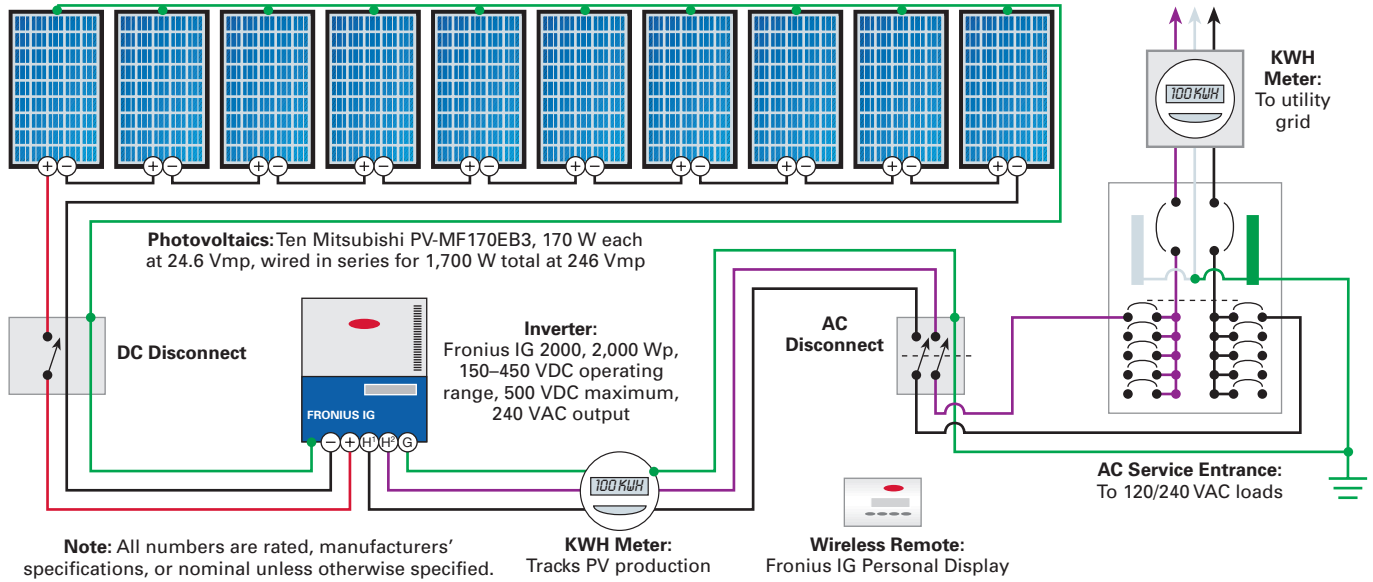 + − + − + − + − + − + − + − + − + − + −
Photovoltaics: Ten Mitsubishi PV-MF170EB3, 170 W each
at 24.6 Vmp, wired in series for 1,700 W total at 246 Vmp
DC Disconnect
FRONIUS IG
− + H1 H2 G
Inverter:
Fronius IG 2000, 2,000 Wp,
150–450 VDC operating
range, 500 VDC maximum,
240 VAC output
100 KWH
KWH Meter:
Tracks PV production
AC
Disconnect
Wireless Remote:
Fronius IG Personal Display
100 KWH
KWH
Meter:
To utility
grid
AC Service Entrance:
To 120/240 VAC loads
Note: All numbers are rated, manufacturers’
specifications, or nominal unless otherwise specified.